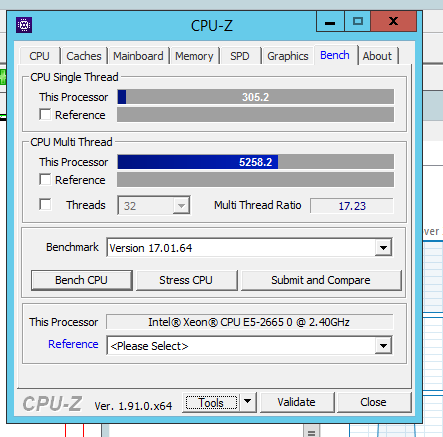 CPU-Z
CPU Caches Mainboard Memory SPD Graphics Bench About
CPU Single Thread
This Processor 305.2
Reference
CPU Multi Thread
This Processor 5258.2
Reference
Threads 32 Multi Thread Ratio 17.23
Benchmark Version 17.01.64
Bench CPU Stress CPU Submit and Compare
This Processor Intel® Xeon® CPU E5-2665 0 @ 2.40GHz
Reference <Please Select>
CPU-Z Ver. 1.91.0.x64 Tools Validate Close